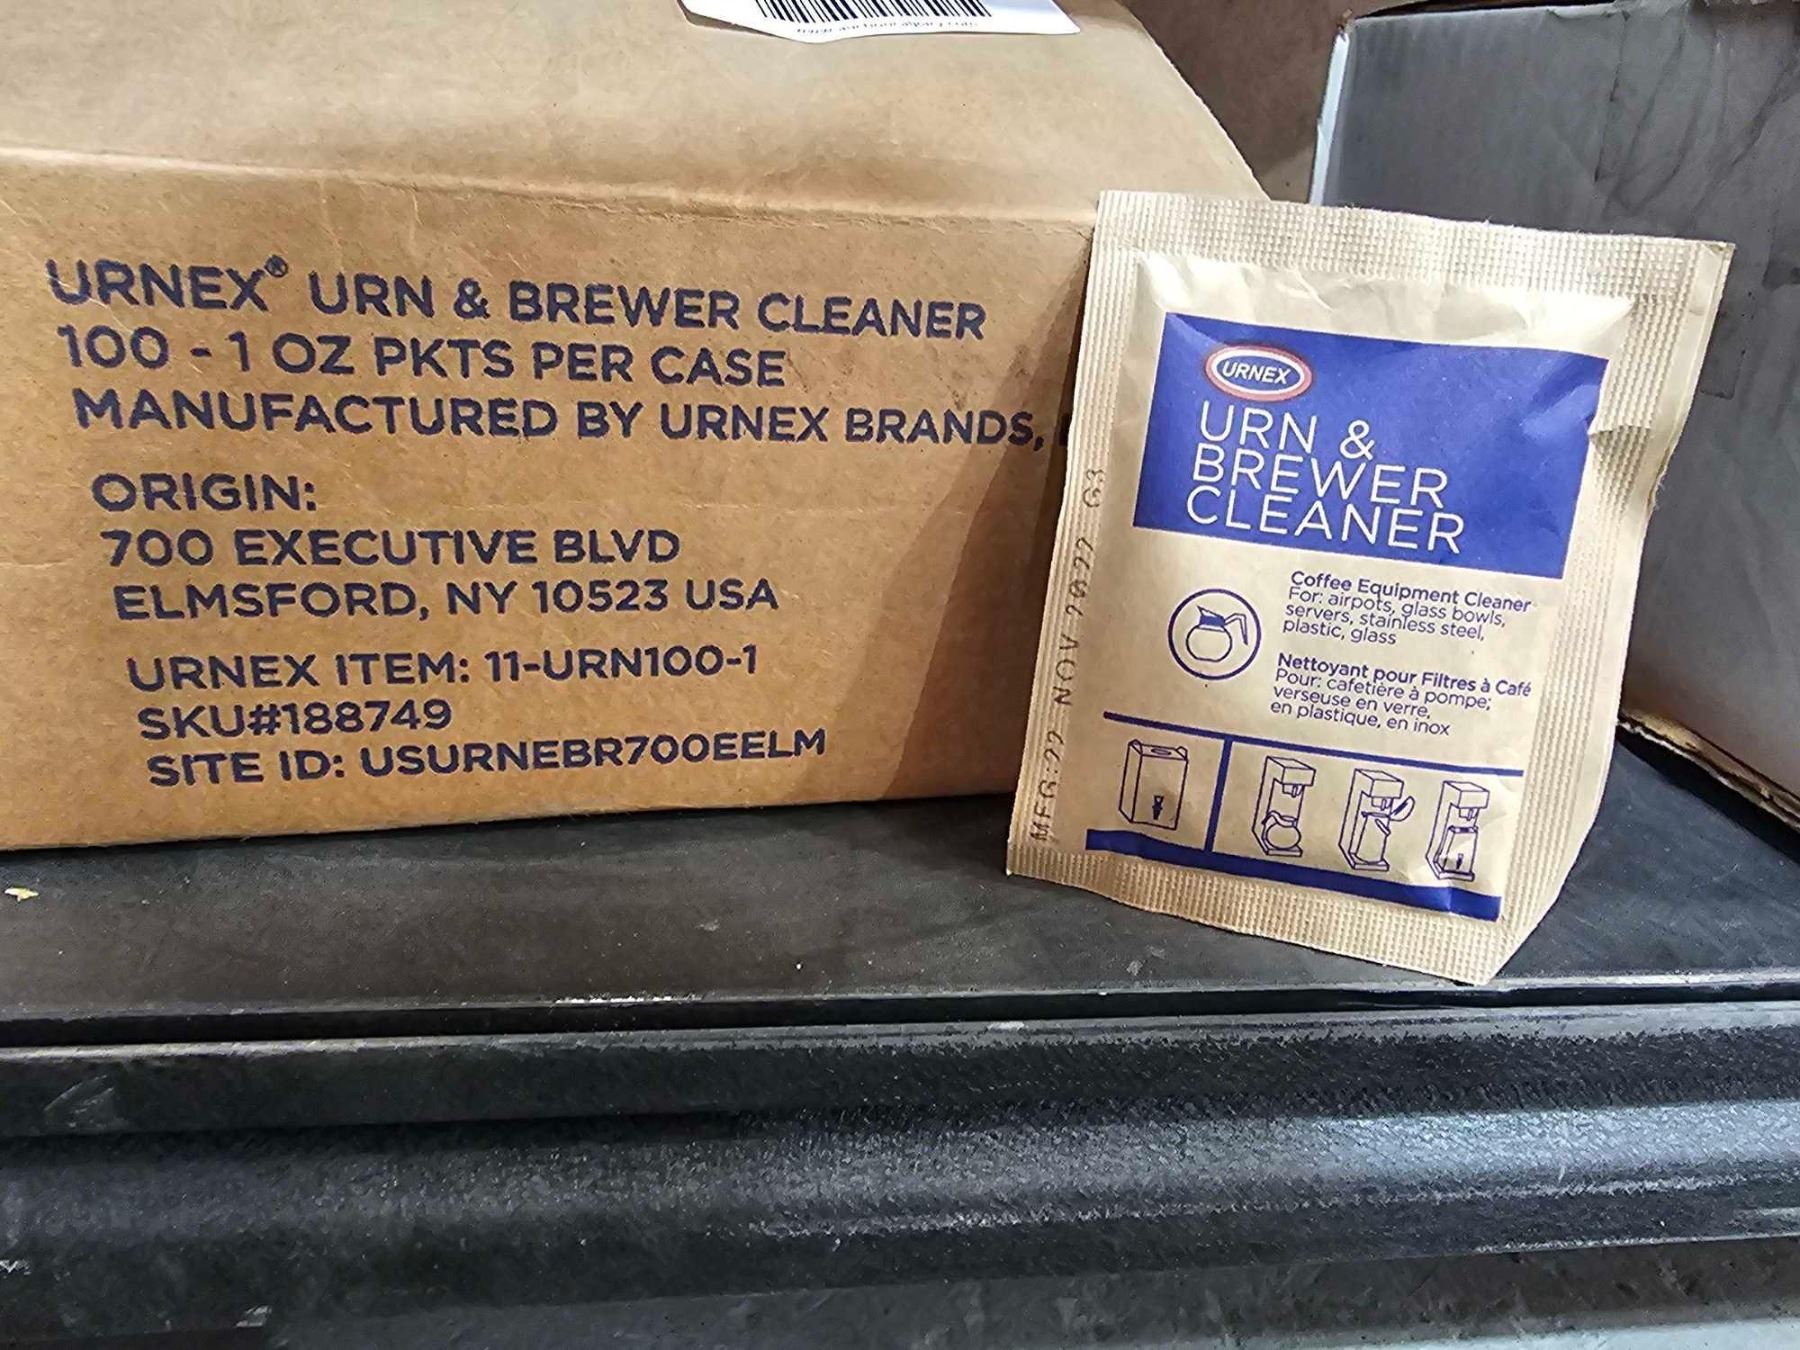 URNEX® URN & BREWER CLEANER
100 - 1 OZ PKTS PER CASE
MANUFACTURED BY URNEX BRANDS,
ORIGIN:
700 EXECUTIVE BLVD
ELMSFORD, NY 10523 USA
URNEX ITEM: 11-URN100-1
SKU#188749
SITE ID: USURNEBR700EELM
URNEX
URN &
BREWER
CLEANER
Coffee Equipment Cleaner
For: airpots, glass bowls,
servers, stainless steel,
plastic, glass
Nettoyant pour Filtres à Café
Pour: cafetière à pompe;
verseuse en verre,
en plastique, en inox
MFG:22 NOV 2022 G3